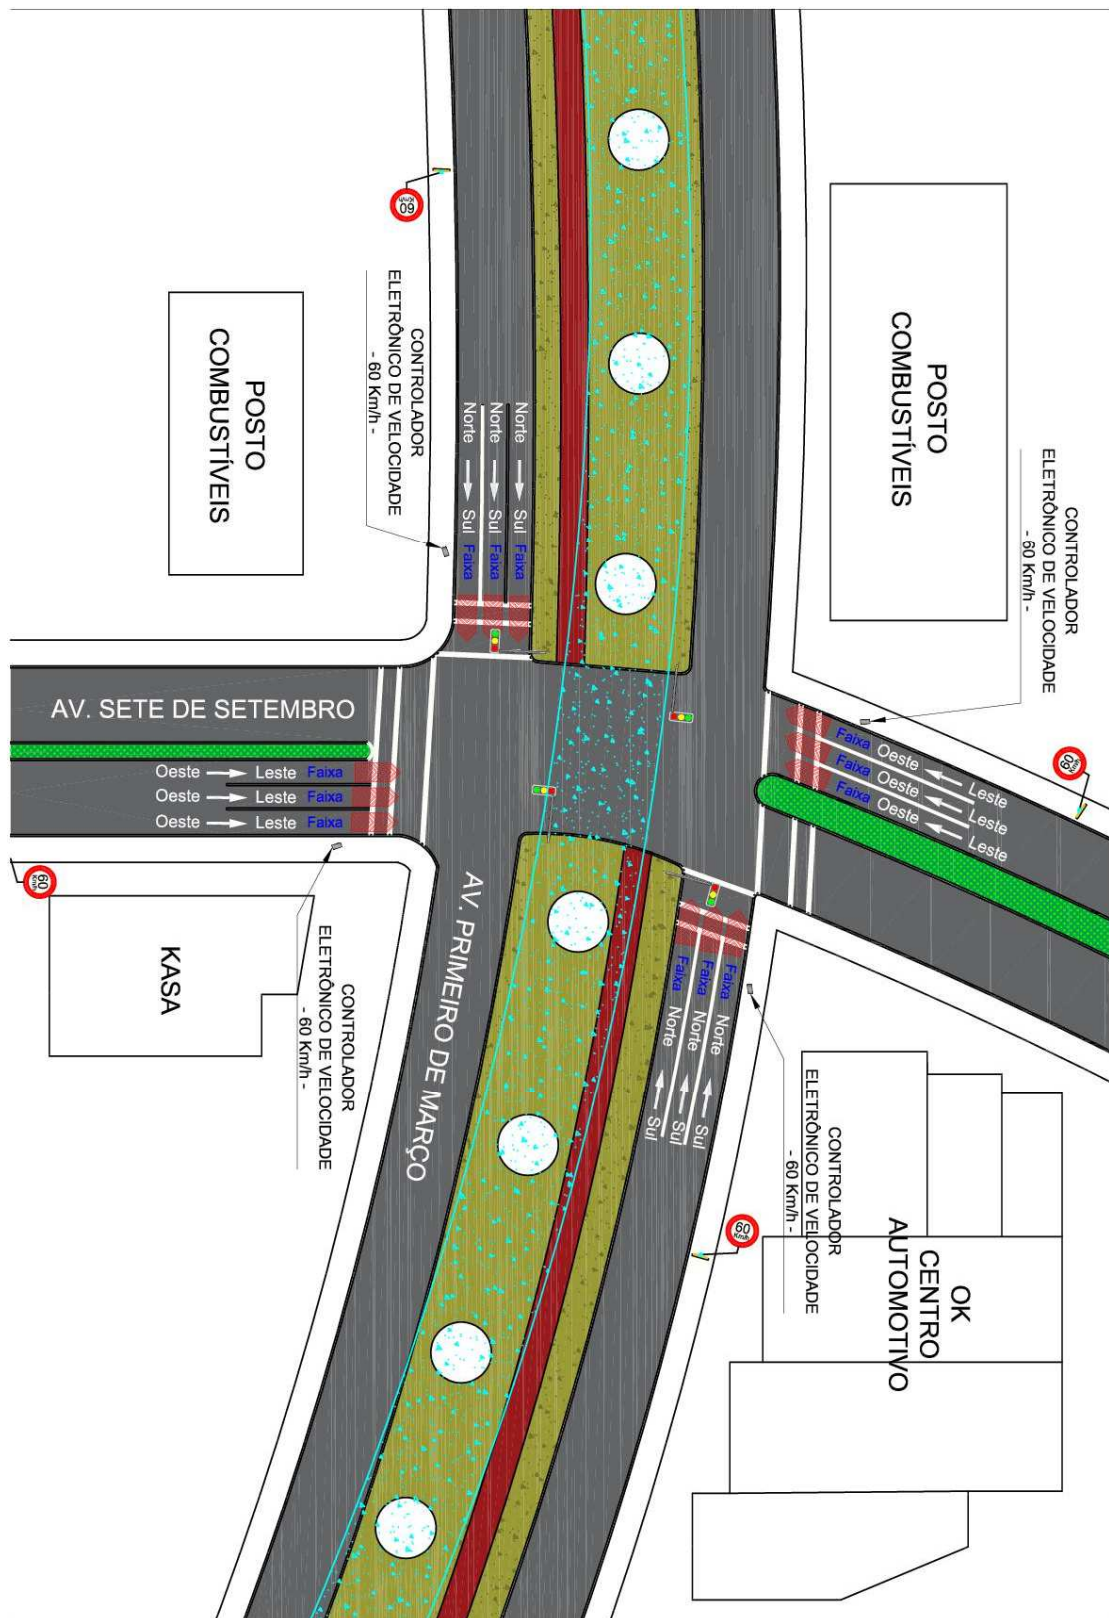 60
Km/h
CONTROLADOR
ELETRÔNICO DE VELOCIDADE
- 60 Km/h -
POSTO
COMBUSTÍVEIS
POSTO
COMBUSTÍVEIS
CONTROLADOR
ELETRÔNICO DE VELOCIDADE
- 60 Km/h -
Norte Sul Faixa
Norte Sul Faixa
Norte Sul Faixa
60
Km/h
AV. SETE DE SETEMBRO
Oeste Leste Faixa
Oeste Leste Faixa
Oeste Leste Faixa
Faixa Oeste Leste
Faixa Oeste Leste
Faixa Oeste Leste
60
Km/h
KASA
CONTROLADOR
ELETRÔNICO DE VELOCIDADE
- 60 Km/h -
AV. PRIMEIRO DE MARÇO
Faixa Norte Sul
Faixa Norte Sul
Faixa Norte Sul
CONTROLADOR
ELETRÔNICO DE VELOCIDADE
- 60 Km/h -
60
Km/h
OK
CENTRO
AUTOMOTIVO